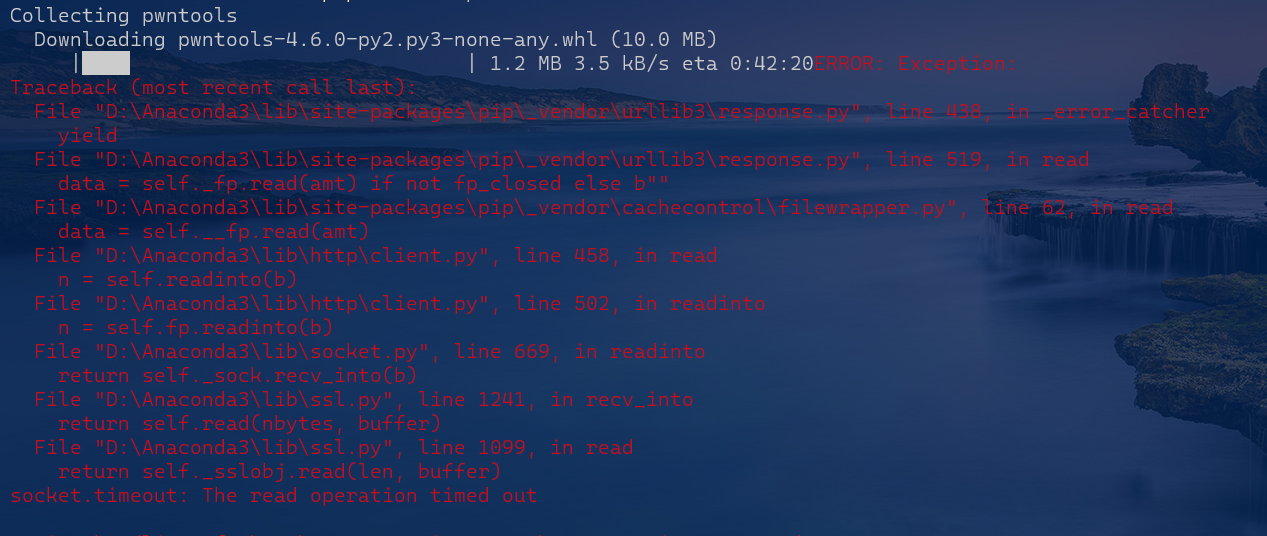 Collecting pwntools
Downloading pwntools-4.6.0-py2.py3-none-any.whl (10.0 MB)
| | 1.2 MB 3.5 kB/s eta 0:42:20ERROR: Exception:
Traceback (most recent call last):
File "D:\Anaconda3\lib\site-packages\pip\_vendor\urllib3\response.py", line 438, in _error_catcher
yield
File "D:\Anaconda3\lib\site-packages\pip\_vendor\urllib3\response.py", line 519, in read
data = self._fp.read(amt) if not fp_closed else b""
File "D:\Anaconda3\lib\site-packages\pip\_vendor\cachecontrol\filewrapper.py", line 62, in read
data = self.__fp.read(amt)
File "D:\Anaconda3\lib\http\client.py", line 458, in read
n = self.readinto(b)
File "D:\Anaconda3\lib\http\client.py", line 502, in readinto
n = self.fp.readinto(b)
File "D:\Anaconda3\lib\socket.py", line 669, in readinto
return self._sock.recv_into(b)
File "D:\Anaconda3\lib\ssl.py", line 1241, in recv_into
return self.read(nbytes, buffer)
File "D:\Anaconda3\lib\ssl.py", line 1099, in read
return self._sslobj.read(len, buffer)
socket.timeout: The read operation timed out